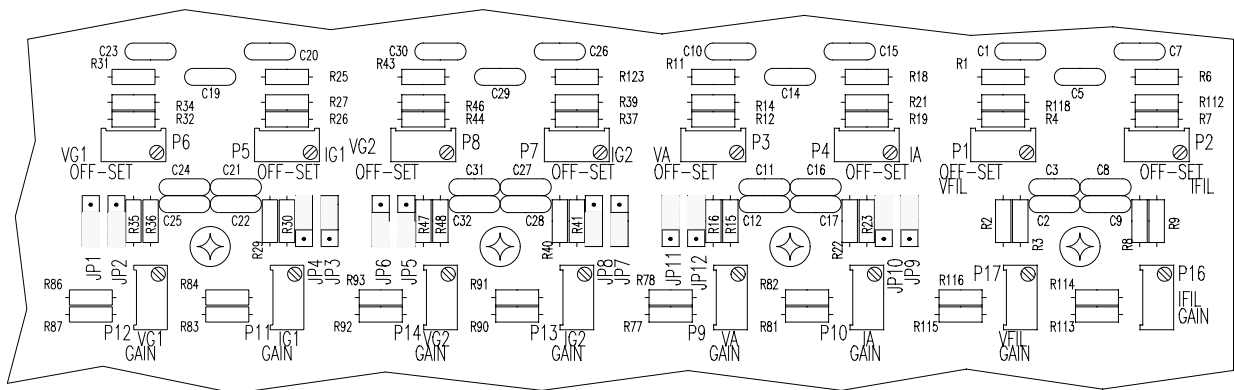 C23 C20 C30 C26 C10 C15 C1 C7
R31 R25 R43 R123 R11 R18 R1 R6
C19 C29 C14 C5
R34 R27 R46 R39 R14 R21 R118 R112
R32 R26 R44 R37 R12 R19 R4 R7
P6 P5 P8 P7 P3 P4 P1 P2
VG1 IG1 VG2 IG2 VA IA
OFF-SET OFF-SET OFF-SET OFF-SET OFF-SET OFF-SET OFF-SET OFF-SET
VFIL IFIL
C24 C21 C31 C27 C11 C16 C3 C8
C25 C22 C32 C28 C12 C17 C2 C9
R35 R36 R29 R30 R47 R48 R40 R41 R16 R15 R22 R23 R2 R3 R8 R9
JP1 JP2 JP4 JP3 JP6 JP5 JP8 JP7 JP11 JP12 JP10 JP9
R86 R84 R93 R91 R78 R82 R116 P17 R114 P16
IFIL
GAIN
R87 P12 R83 P11 R92 P14 R90 P13 R77 P9 R81 P10 R115 R113
VG1 IG1 VG2 IG2 VA IA VFIL
GAIN GAIN GAIN GAIN GAIN GAIN GAIN